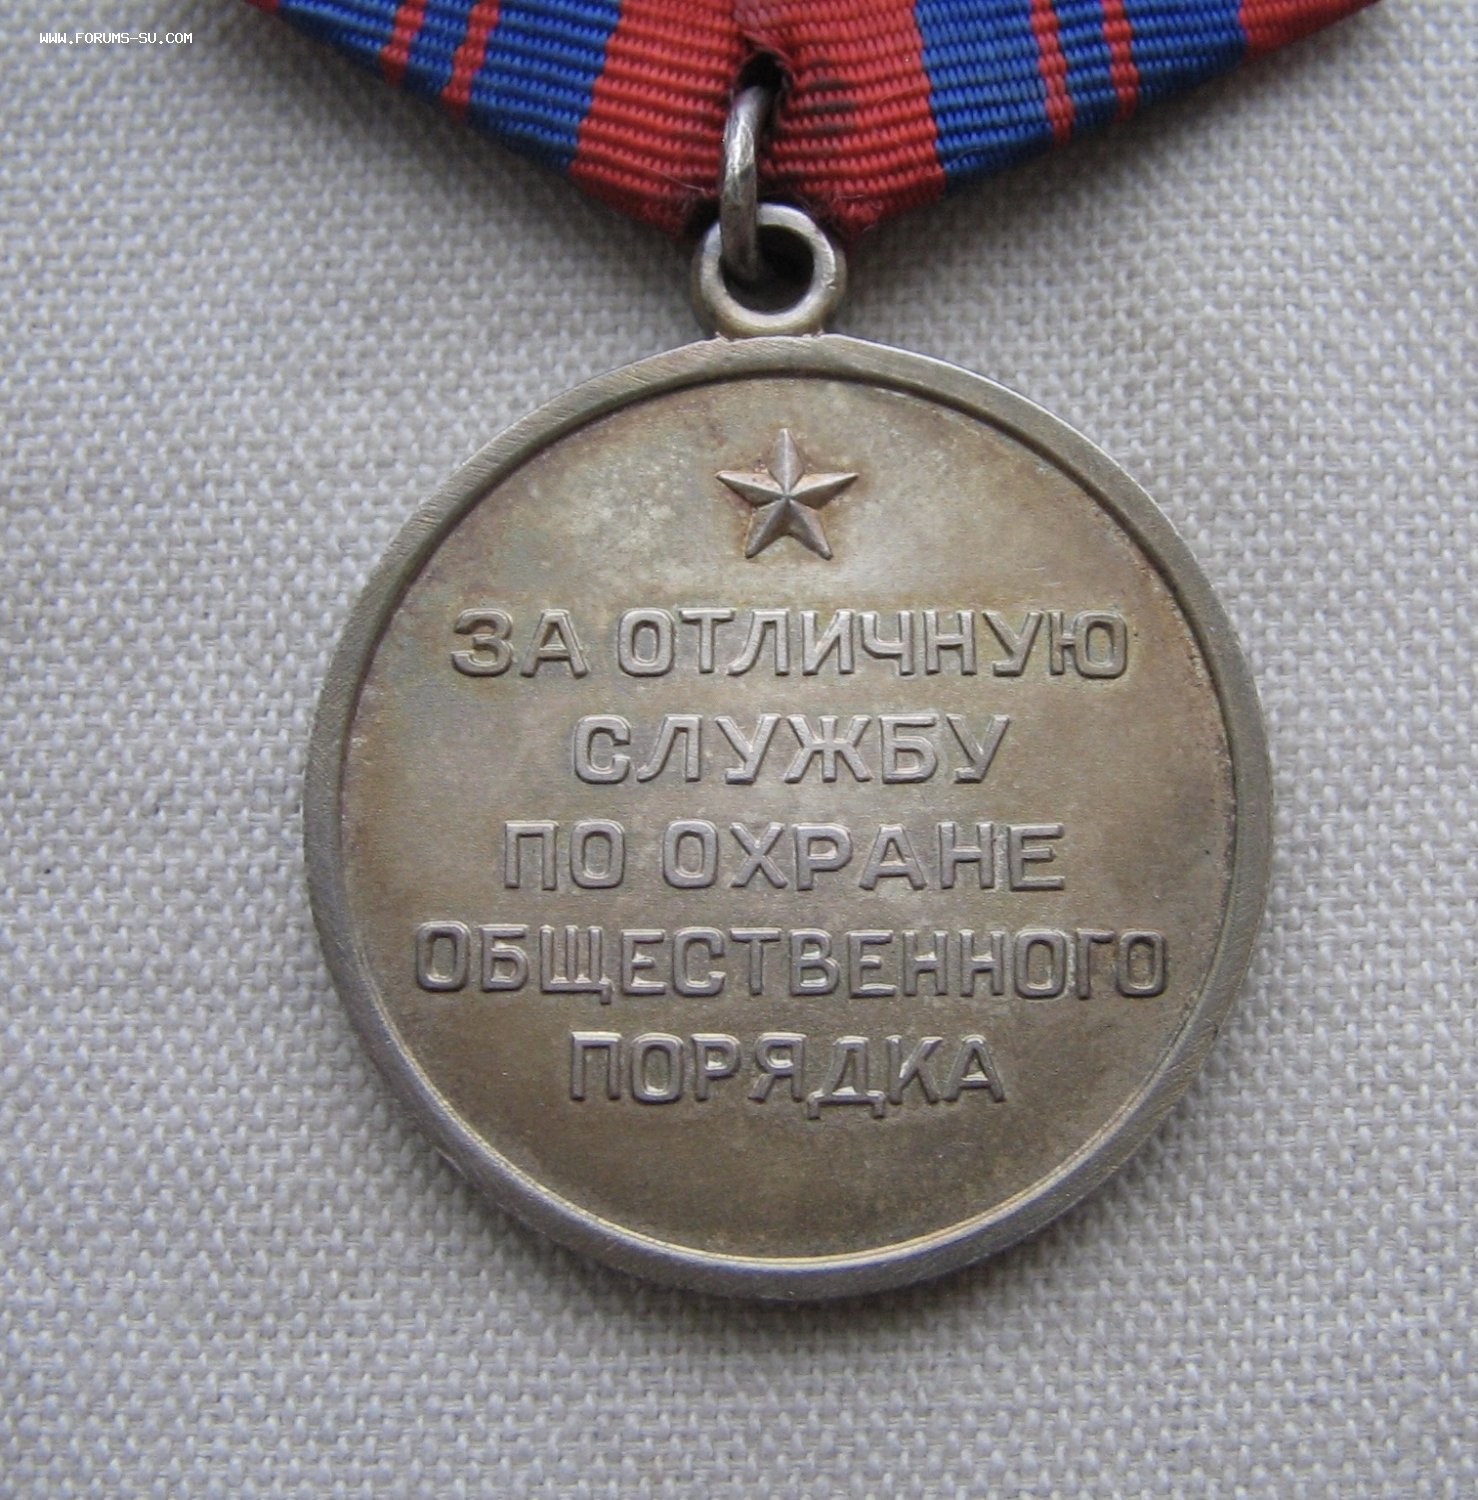 WWW.FORUMS-SU.COM
ЗА ОТЛИЧНУЮ
СЛУЖБУ
ПО ОХРАНЕ
ОБЩЕСТВЕННОГО
ПОРЯДКА